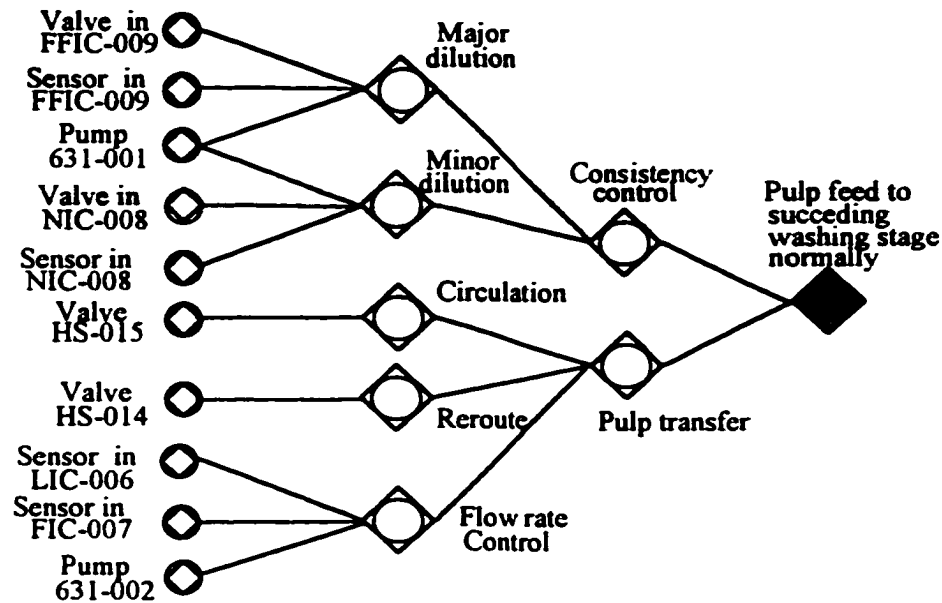 Valve in
FFIC-009
Sensor in
FFIC-009
Pump
631-001
Valve in
NIC-008
Sensor in
NIC-008
Valve
HS-015
Valve
HS-014
Sensor in
LIC-006
Sensor in
FIC-007
Pump
631-002
Major
dilution
Minor
dilution
Circulation
Reroute
Flow rate
Control
Consistency
control
Pulp transfer
Pulp feed to
succeding
washing stage
normally